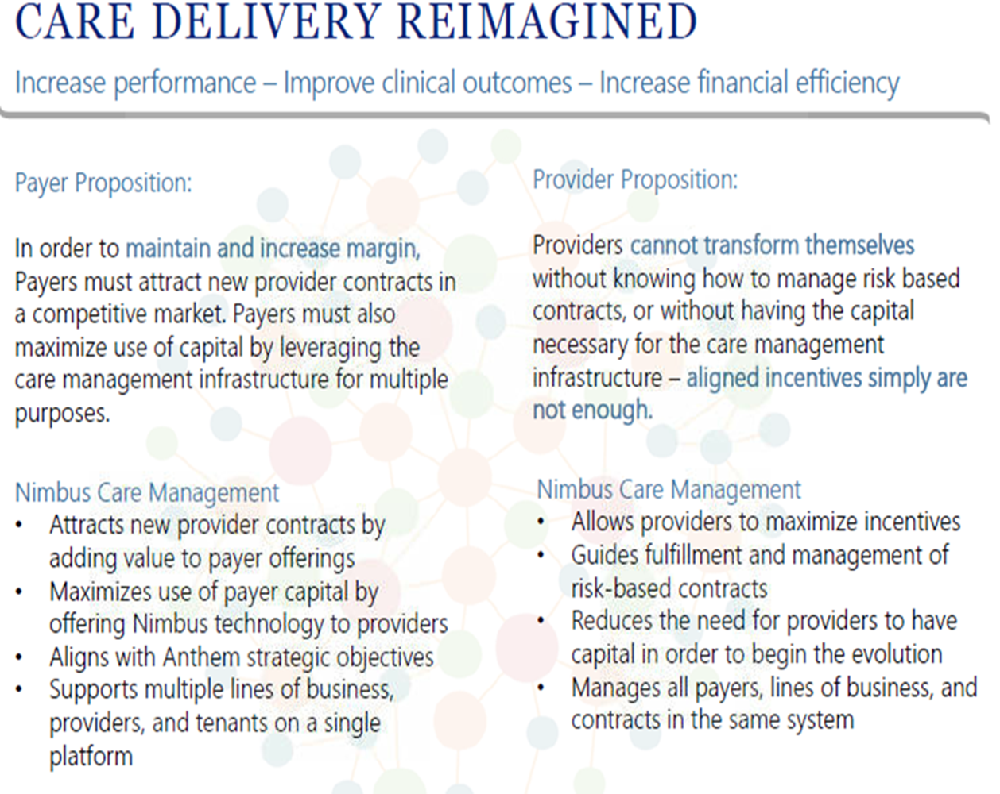 CARE DELIVERY REIMAGINED
Increase performance – Improve clinical outcomes – Increase financial efficiency
Payer Proposition:
In order to maintain and increase margin,
Payers must attract new provider contracts in
a competitive market. Payers must also
maximize use of capital by leveraging the
care management infrastructure for multiple
purposes.
Nimbus Care Management
• Attracts new provider contracts by
adding value to payer offerings
• Maximizes use of payer capital by
offering Nimbus technology to providers
• Aligns with Anthem strategic objectives
• Supports multiple lines of business,
providers, and tenants on a single
platform
Provider Proposition:
Providers cannot transform themselves
without knowing how to manage risk based
contracts, or without having the capital
necessary for the care management
infrastructure – aligned incentives simply are
not enough.
Nimbus Care Management
• Allows providers to maximize incentives
• Guides fulfillment and management of
risk-based contracts
• Reduces the need for providers to have
capital in order to begin the evolution
• Manages all payers, lines of business, and
contracts in the same system